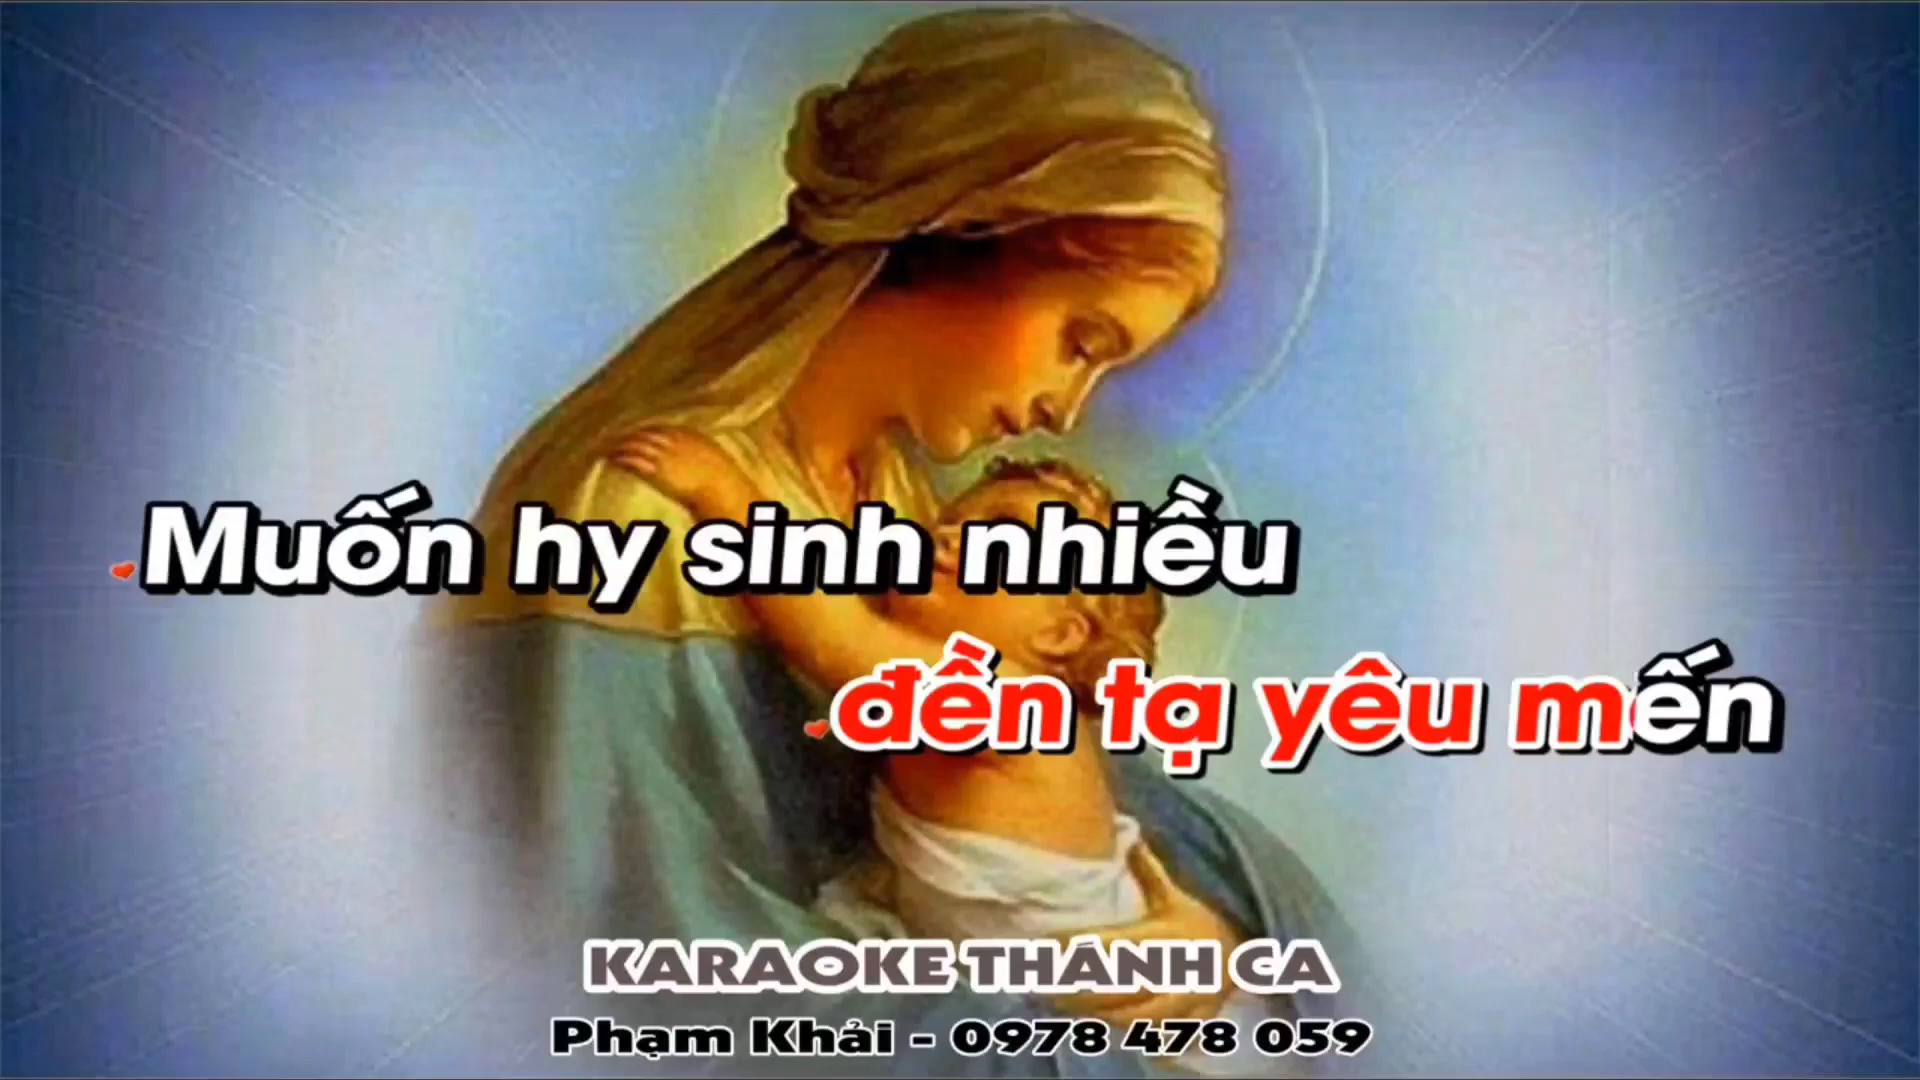 Muốn hy sinh nhiều
đền tạ yêu mến
KARAOKE THÁNH CA
Phạm Khải - 0978 478 059